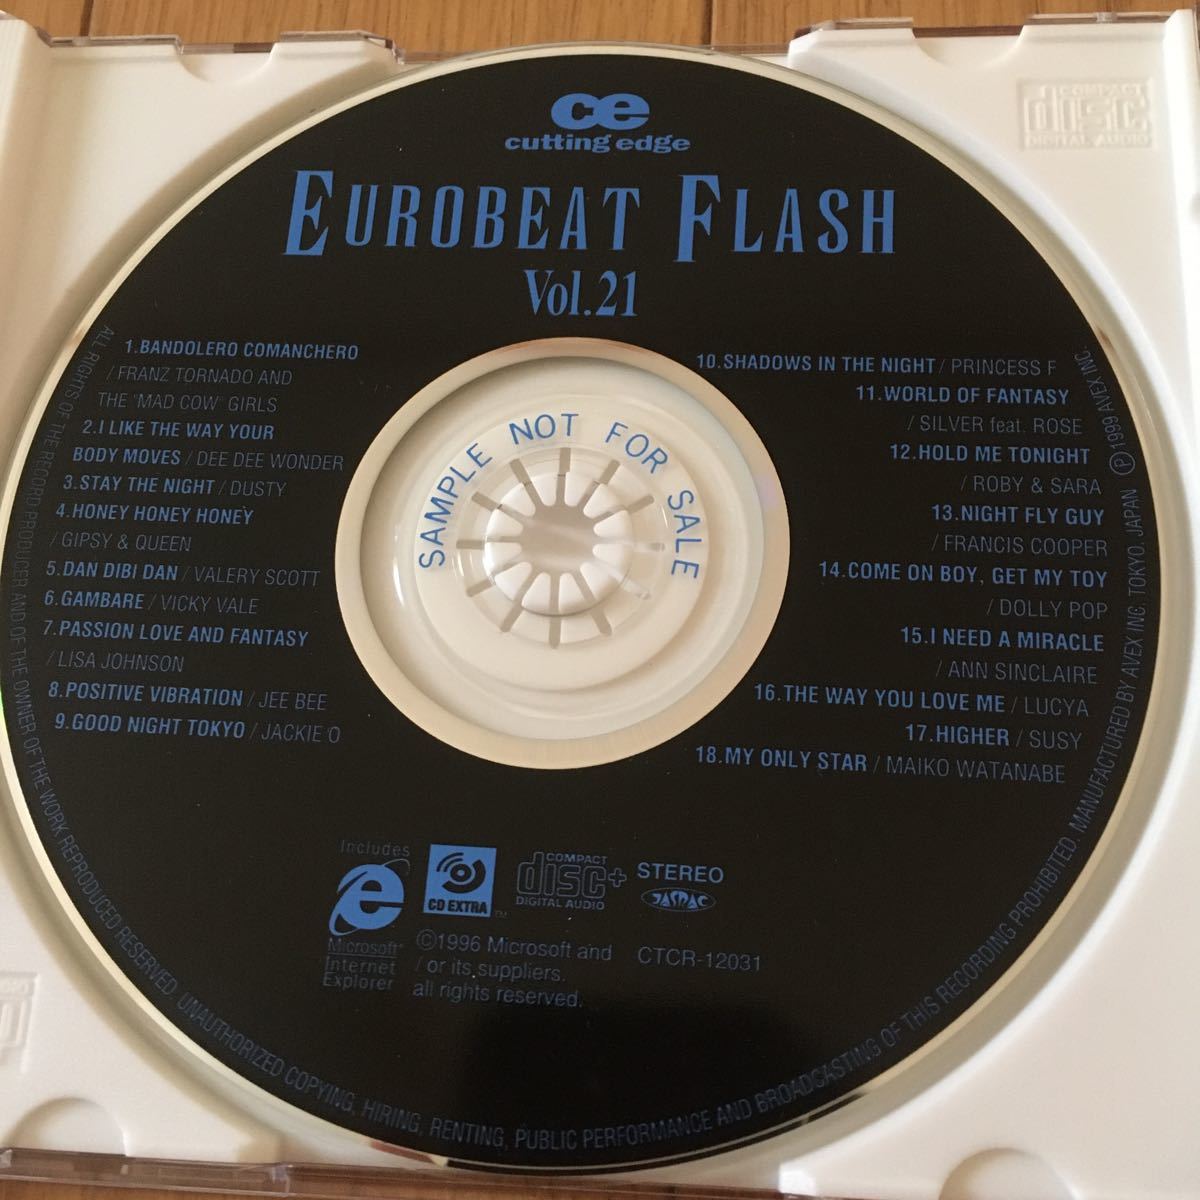 ce
cutting edge
EUROBEAT FLASH
Vol.21
1.BANDOLERO COMANCHERO
/ FRANZ TORNADO AND
THE "MAD COW" GIRLS
2.I LIKE THE WAY YOUR
BODY MOVES / DEE DEE WONDER
3.STAY THE NIGHT / DUSTY
4.HONEY HONEY HONEY
/ GIPSY & QUEEN
5.DAN DIBI DAN / VALERY SCOTT
6.GAMBARE / VICKY VALE
7.PASSION LOVE AND FANTASY
/ LISA JOHNSON
8.POSITIVE VIBRATION / JEE BEE
9.GOOD NIGHT TOKYO / JACKIE'O
10.SHADOWS IN THE NIGHT / PRINCESS F
11.WORLD OF FANTASY
/ SILVER feat. ROSE
12.HOLD ME TONIGHT
/ ROBY & SARA
13.NIGHT FLY GUY
/ FRANCIS COOPER
14.COME ON BOY, GET MY TOY
/ DOLLY POP
15.I NEED A MIRACLE
/ ANN SINCLAIRE
16.THE WAY YOU LOVE ME / LUCYA
17.HIGHER / SUSY
18.MY ONLY STAR / MAIKO WATANABE
SAMPLE NOT FOR SALE
Includes
Microsoft
Internet
Explorer
CD EXTRA
TM
COMPACT
disc+
DIGITAL AUDIO
STEREO
JASRAC
©1996 Microsoft and
/ or its suppliers.
all rights reserved.
CTCR-12031
ALL RIGHTS OF THE RECORD PRODUCER AND OF THE OWNER OF THE WORK REPRODUCED RESERVED. UNAUTHORIZED COPYING, HIRING, RENTING, PUBLIC PERFORMANCE AND BROADCASTING OF THIS RECORDING PROHIBITED. MANUFACTURED BY AVEX INC. TOKYO, JAPAN ℗1999 AVEX INC.
COMPACT
disc
DIGITAL AUDIO